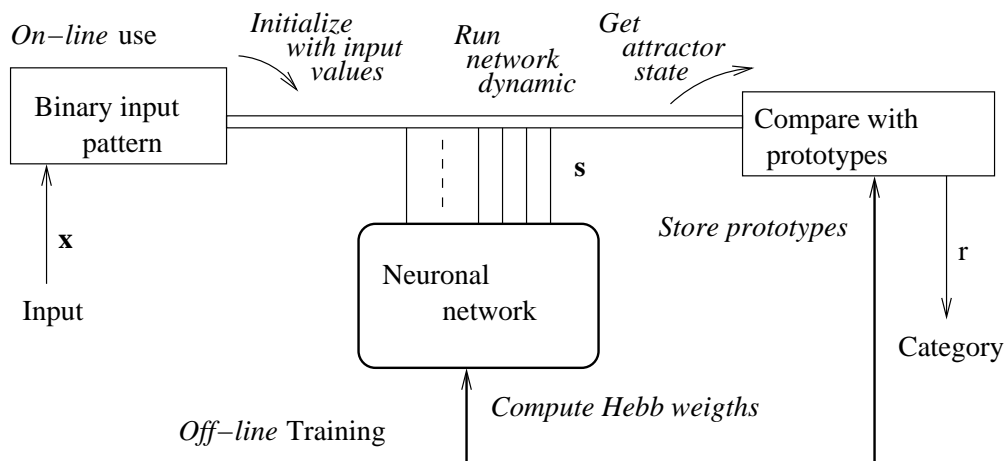 On−line use
Initialize
with input
values
Run
network
dynamic
Get
attractor
state
Binary input
pattern
Compare with
prototypes
s
x
Store prototypes
r
Neuronal
network
Input
Category
Compute Hebb weigths
Off−line Training